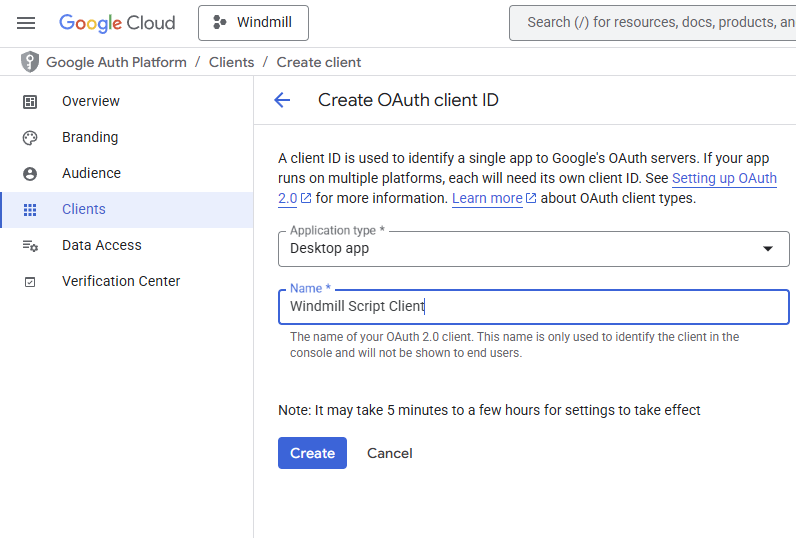 Google Cloud
Windmill
Search (/) for resources, docs, products, an
Google Auth Platform / Clients / Create client
Overview
Branding
Audience
Clients
Data Access
Verification Center
Create OAuth client ID
A client ID is used to identify a single app to Google's OAuth servers. If your app
runs on multiple platforms, each will need its own client ID. See Setting up OAuth
2.0 for more information. Learn more about OAuth client types.
Application type *
Desktop app
Name *
Windmill Script Client
The name of your OAuth 2.0 client. This name is only used to identify the client in the
console and will not be shown to end users.
Note: It may take 5 minutes to a few hours for settings to take effect
Create
Cancel